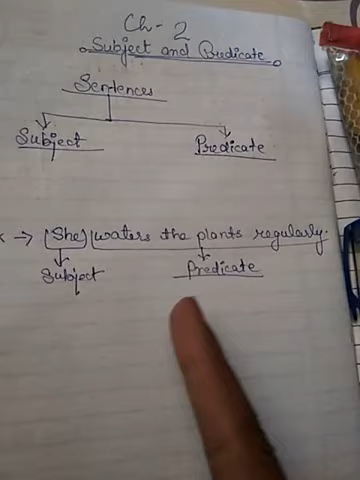 Ch- 2
Subject and Predicate
Sentences
Subject Predicate
→ (She) waters the plants regularly.
Subject Predicate